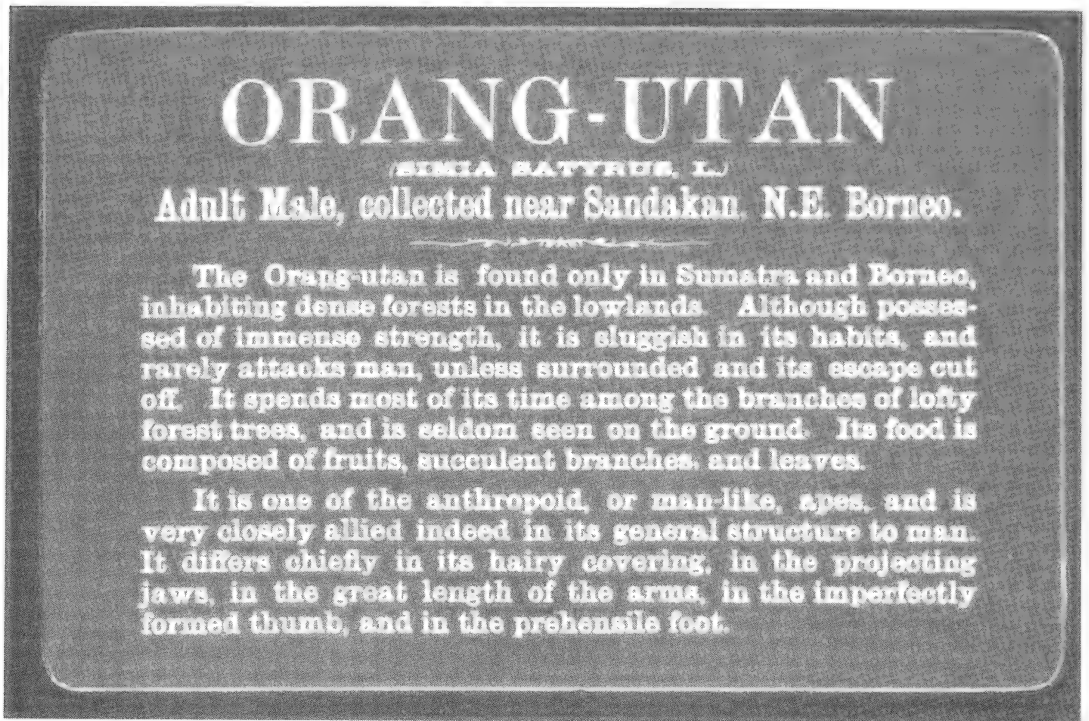 ORANG-UTAN
(SIMIA SATYRUS, L.)
Adult Male, collected near Sandakan, N.E. Borneo.
The Orang-utan is found only in Sumatra and Borneo,
inhabiting dense forests in the lowlands. Although posses-
sed of immense strength, it is sluggish in its habits, and
rarely attacks man, unless surrounded and its escape cut
off. It spends most of its time among the branches of lofty
forest trees, and is seldom seen on the ground. Its food is
composed of fruits, succulent branches, and leaves.
It is one of the anthropoid, or man-like, apes, and is
very closely allied indeed in its general structure to man.
It differs chiefly in its hairy covering, in the projecting
jaws, in the great length of the arms, in the imperfectly
formed thumb, and in the prehensile foot.